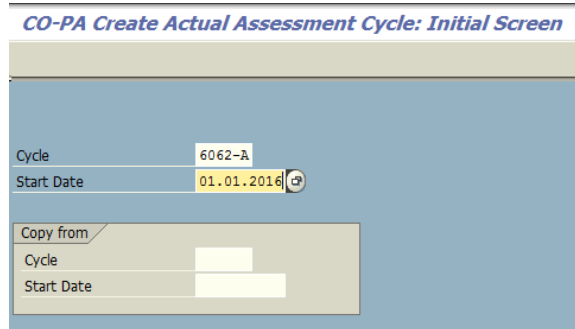 CO-PA Create Actual Assessment Cycle: Initial Screen
Cycle 6062-A
Start Date 01.01.2016
Copy from
Cycle
Start Date